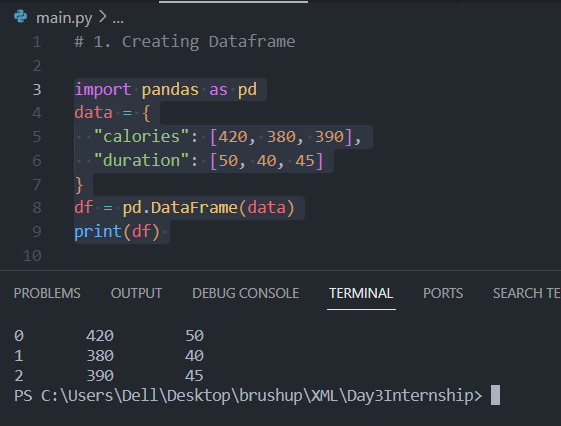 main.py > ...
1 # 1. Creating Dataframe
2
3 import pandas as pd
4 data = {
5   "calories": [420, 380, 390],
6   "duration": [50, 40, 45]
7 }
8 df = pd.DataFrame(data)
9 print(df)
10
PROBLEMS OUTPUT DEBUG CONSOLE TERMINAL PORTS SEARCH TE
0       420        50
1       380        40
2       390        45
PS C:\Users\Dell\Desktop\brushup\XML\Day3Internship>